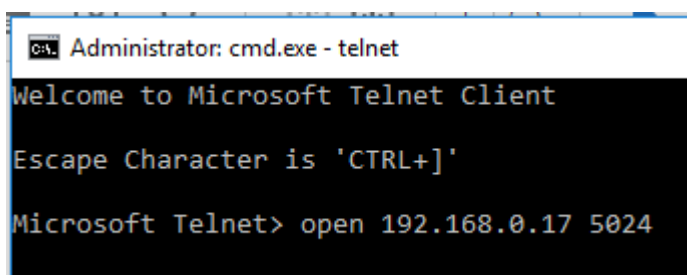 Administrator: cmd.exe - telnet
Welcome to Microsoft Telnet Client
Escape Character is 'CTRL+]'
Microsoft Telnet> open 192.168.0.17 5024